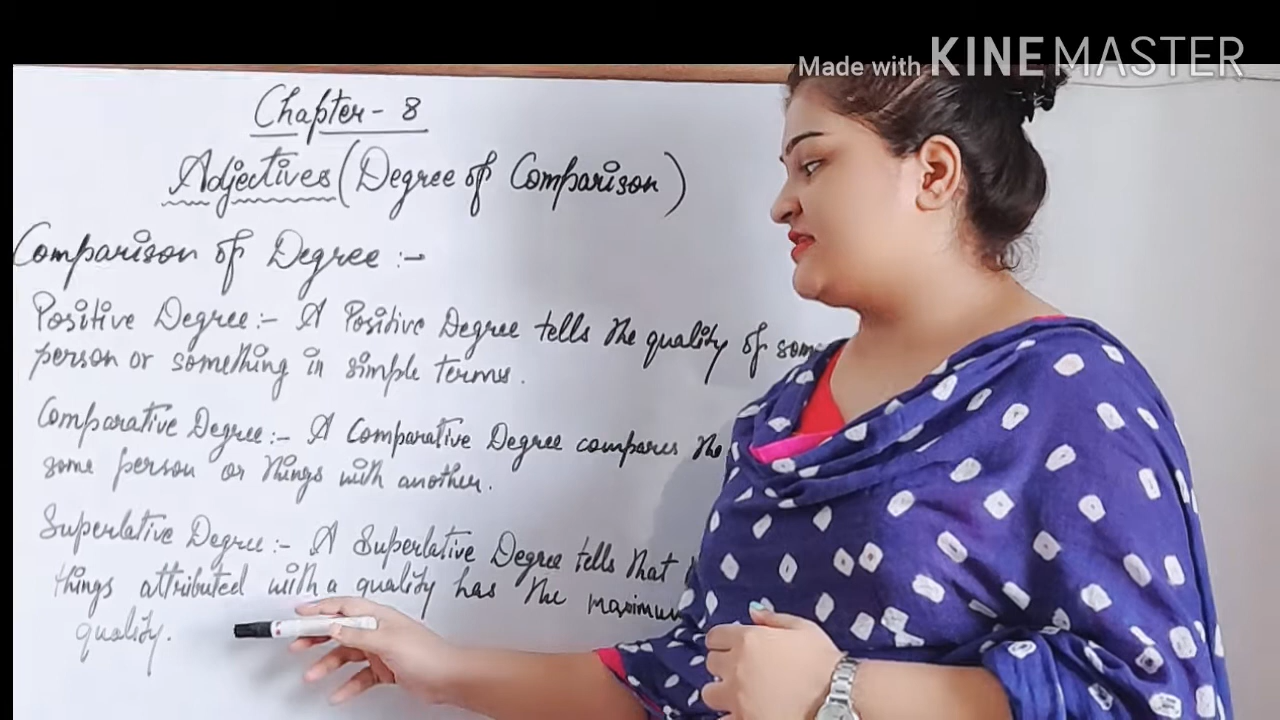 Made with KINEMASTER
Chapter - 8
Adjectives (Degree of Comparison)
Comparison of Degree :-
Positive Degree :- A Positive Degree tells the quality of som
person or something in simple terms.
Comparative Degree :- A Comparative Degree compares the
some person or things with another.
Superlative Degree :- A Superlative Degree tells that
things attributed with a quality has the maximum
quality.